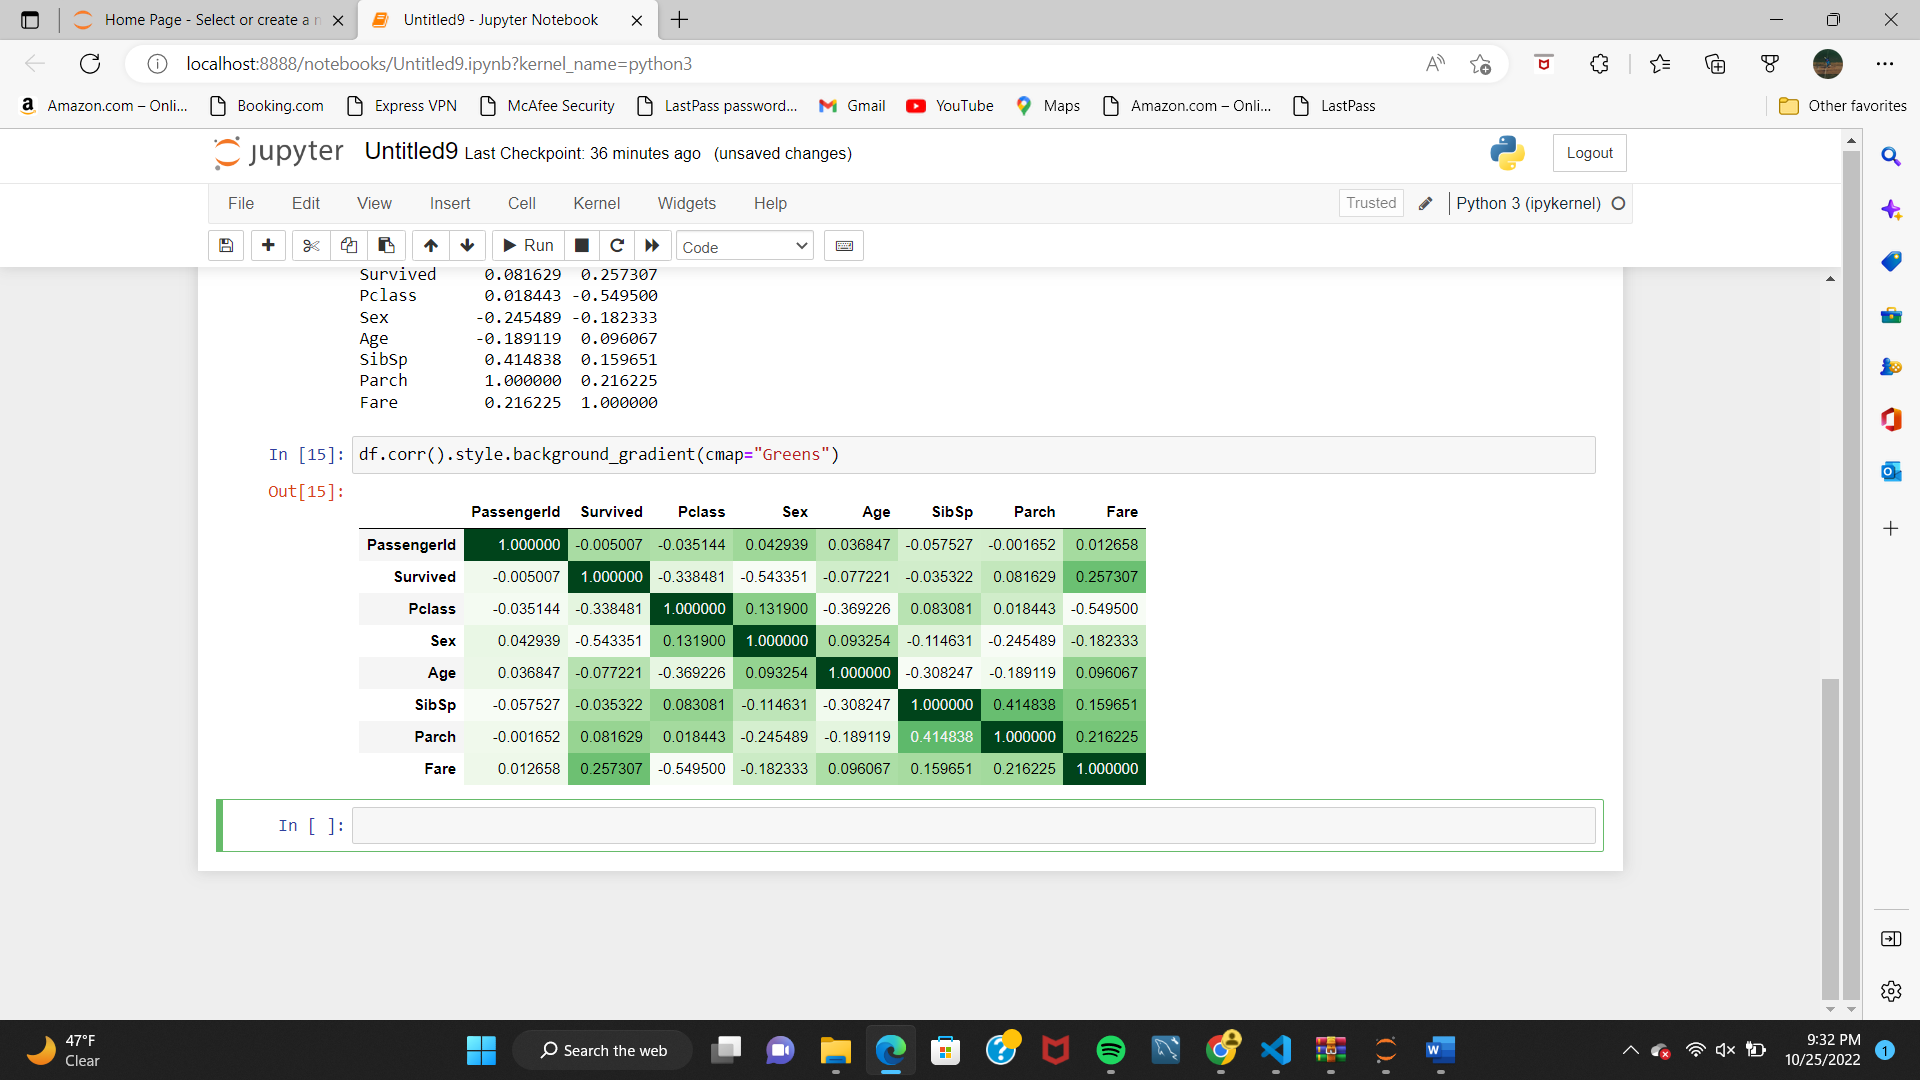 Home Page - Select or create a n
Untitled9 - Jupyter Notebook
localhost:8888/notebooks/Untitled9.ipynb?kernel_name=python3
Amazon.com – Onli...
Booking.com
Express VPN
McAfee Security
LastPass password...
Gmail
YouTube
Maps
Amazon.com – Onli...
LastPass
Other favorites
jupyter Untitled9 Last Checkpoint: 36 minutes ago (unsaved changes)
Logout
File Edit View Insert Cell Kernel Widgets Help
Trusted
Python 3 (ipykernel)
Run
Code
Survived 0.081629 0.257307
Pclass 0.018443 -0.549500
Sex -0.245489 -0.182333
Age -0.189119 0.096067
SibSp 0.414838 0.159651
Parch 1.000000 0.216225
Fare 0.216225 1.000000
In [15]: df.corr().style.background_gradient(cmap="Greens")
Out[15]:
PassengerId Survived Pclass Sex Age SibSp Parch Fare
PassengerId 1.000000 -0.005007 -0.035144 0.042939 0.036847 -0.057527 -0.001652 0.012658
Survived -0.005007 1.000000 -0.338481 -0.543351 -0.077221 -0.035322 0.081629 0.257307
Pclass -0.035144 -0.338481 1.000000 0.131900 -0.369226 0.083081 0.018443 -0.549500
Sex 0.042939 -0.543351 0.131900 1.000000 0.093254 -0.114631 -0.245489 -0.182333
Age 0.036847 -0.077221 -0.369226 0.093254 1.000000 -0.308247 -0.189119 0.096067
SibSp -0.057527 -0.035322 0.083081 -0.114631 -0.308247 1.000000 0.414838 0.159651
Parch -0.001652 0.081629 0.018443 -0.245489 -0.189119 0.414838 1.000000 0.216225
Fare 0.012658 0.257307 -0.549500 -0.182333 0.096067 0.159651 0.216225 1.000000
In [ ]:
47°F
Clear
Search the web
9:32 PM
10/25/2022
1